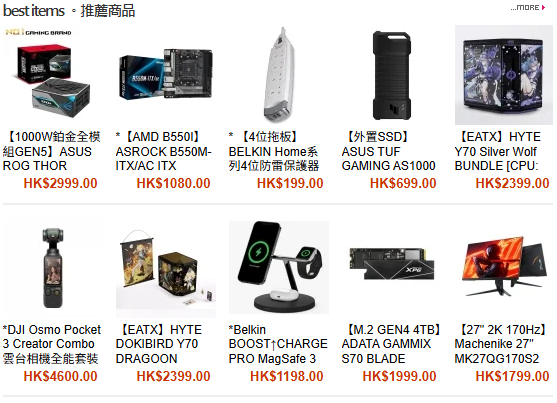 best items 。推薦商品
...MORE
NO.1 GAMING BRAND
B550M-ITX/ac
XPG
【1000W鉑金全模
組GEN5】ASUS
ROG THOR
HK$2999.00
*【AMD B550I】
ASROCK B550M-
ITX/AC ITX
HK$1080.00
* 【4位拖板】
BELKIN Home系
列4位防雷保護器
HK$199.00
【外置SSD】
ASUS TUF
GAMING AS1000
HK$699.00
【EATX】HYTE
Y70 Silver Wolf
BUNDLE [CPU:
HK$2399.00
*DJI Osmo Pocket
3 Creator Combo
雲台相機全能套裝
HK$4600.00
【EATX】HYTE
DOKIBIRD Y70
DRAGOON
HK$2399.00
*Belkin
BOOST↑CHARGE
PRO MagSafe 3
HK$1198.00
【M.2 GEN4 4TB】
ADATA GAMMIX
S70 BLADE
HK$1999.00
【27" 2K 170Hz】
Machenike 27"
MK27QG170S2
HK$1799.00